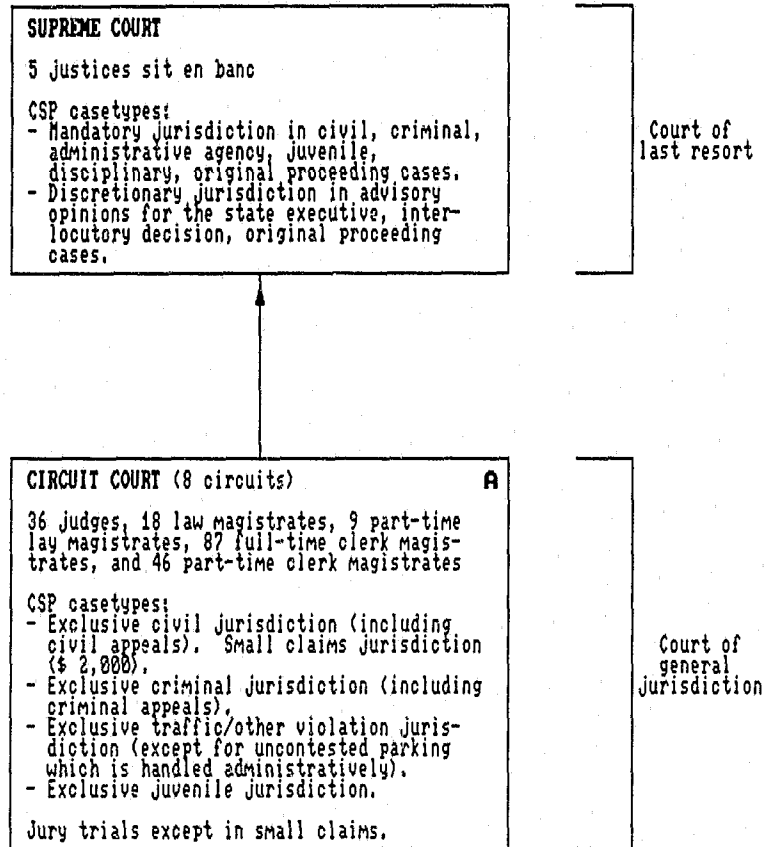 SUPREME COURT
5 justices sit en banc
CSP casetypes:
- Mandatory jurisdiction in civil, criminal,
administrative agency, juvenile,
disciplinary, original proceeding cases.
- Discretionary jurisdiction in advisory
opinions for the state executive, inter-
locutory decision, original proceeding
cases.
Court of
last resort
CIRCUIT COURT (8 circuits) A
36 judges, 18 law magistrates, 9 part-time
lay magistrates, 87 full-time clerk magis-
trates, and 46 part-time clerk magistrates
CSP casetypes:
- Exclusive civil jurisdiction (including
civil appeals). Small claims jurisdiction
($ 2,000).
- Exclusive criminal jurisdiction (including
criminal appeals).
- Exclusive traffic/other violation juris-
diction (except for uncontested parking
which is handled administratively).
- Exclusive juvenile jurisdiction.
Jury trials except in small claims.
Court of
general
jurisdiction